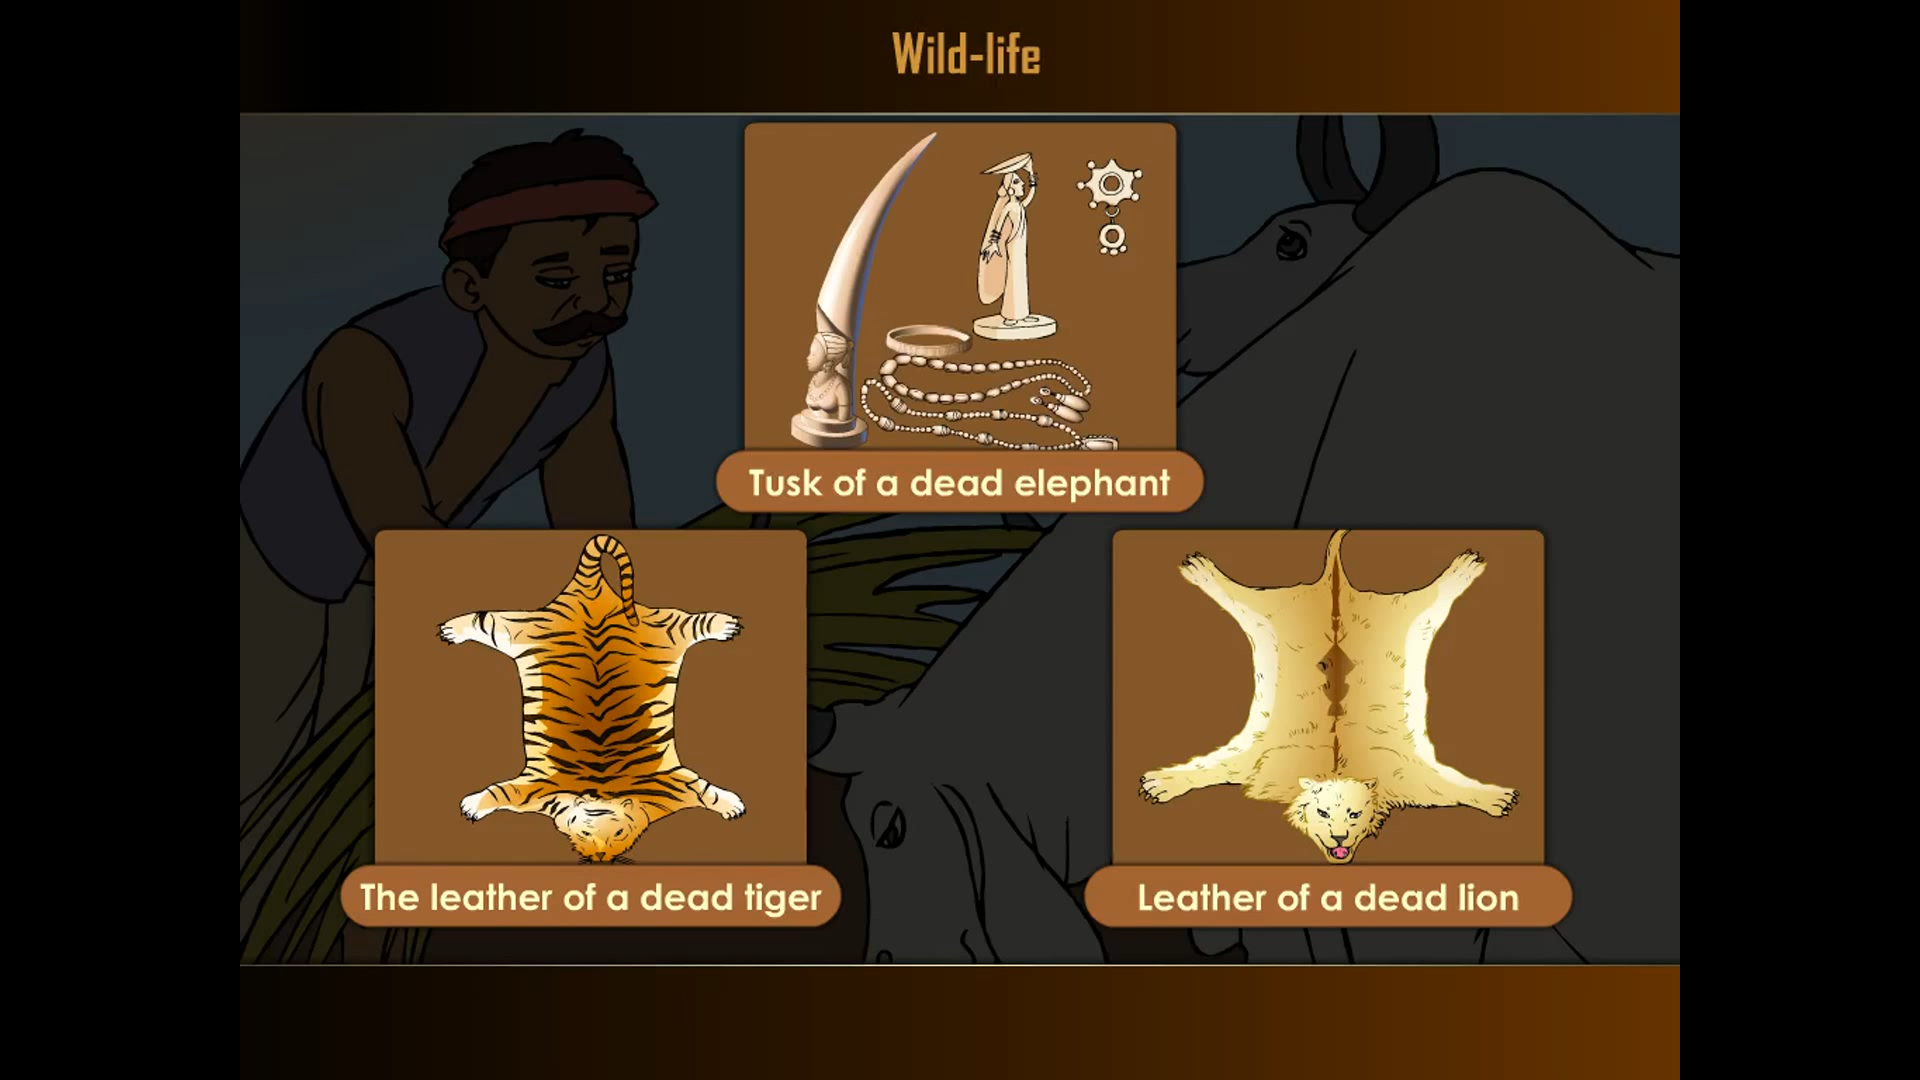 Wild-life
Tusk of a dead elephant
The leather of a dead tiger
Leather of a dead lion